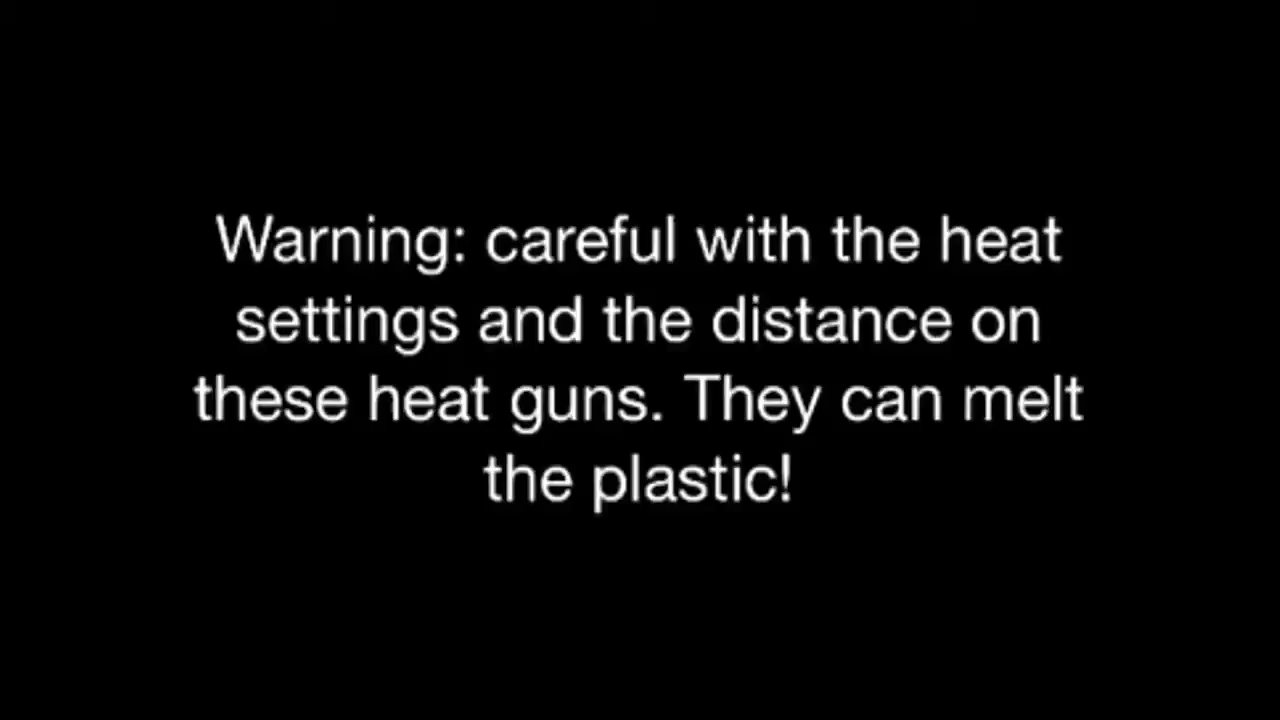 Warning: careful with the heat
settings and the distance on
these heat guns. They can melt
the plastic!